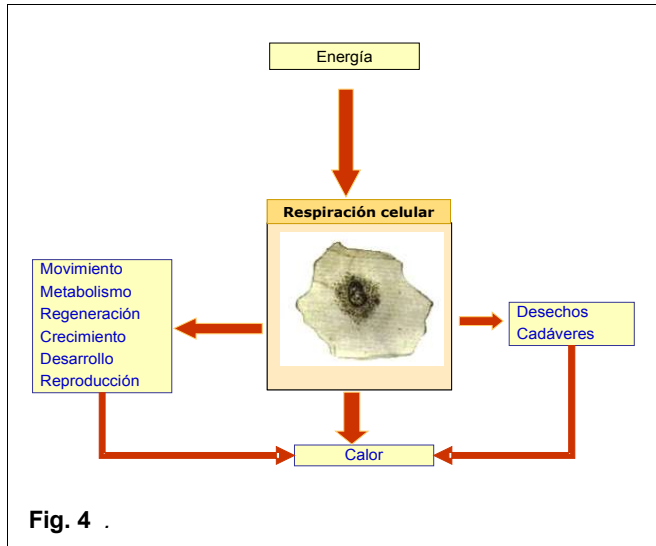 Energía
Respiración celular
Movimiento
Metabolismo
Regeneración
Crecimiento
Desarrollo
Reproducción
Desechos
Cadáveres
Calor
Fig. 4 .